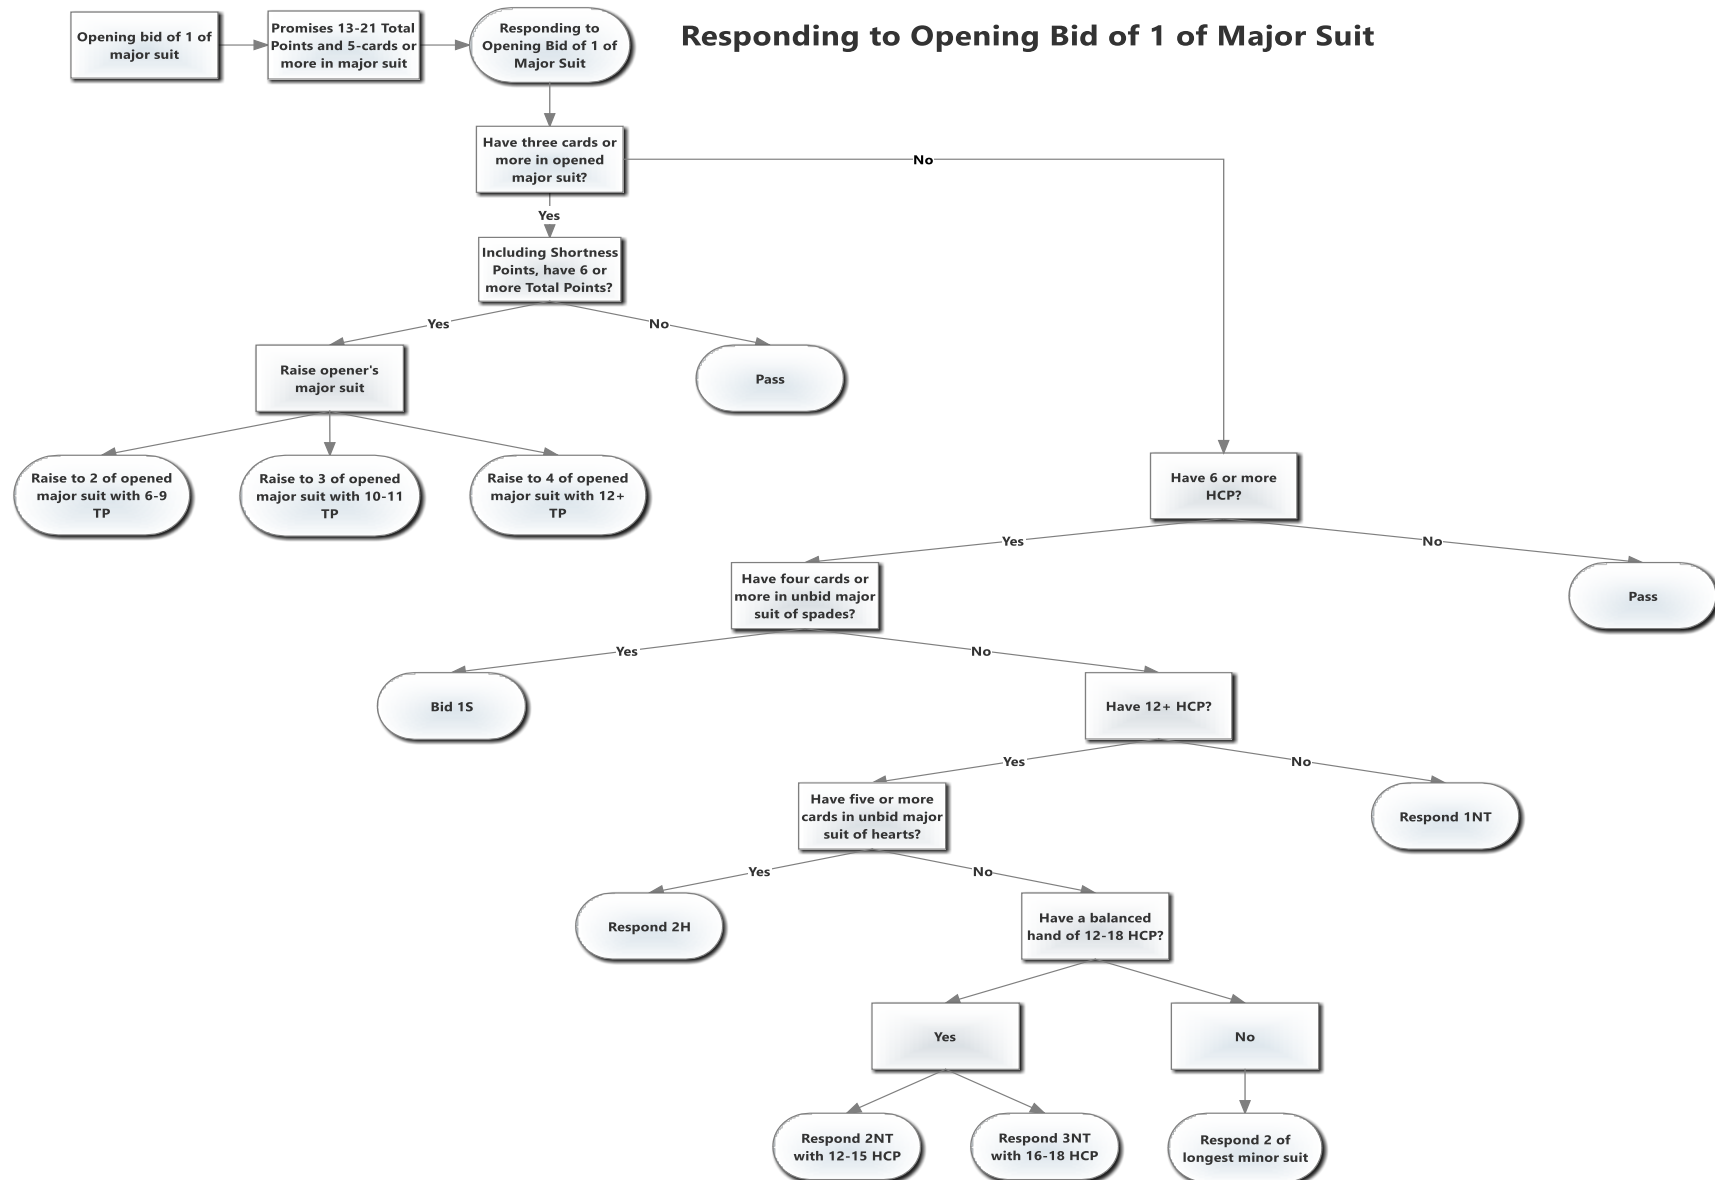 Responding to Opening Bid of 1 of Major Suit
Opening bid of 1 of
major suit
Promises 13-21 Total
Points and 5-cards or
more in major suit
Responding to
Opening Bid of 1 of
Major Suit
Have three cards or
more in opened
major suit?
No
Yes
Including Shortness
Points, have 6 or
more Total Points?
Yes
No
Raise opener's
major suit
Pass
Raise to 2 of opened
major suit with 6-9
TP
Raise to 3 of opened
major suit with 10-11
TP
Raise to 4 of opened
major suit with 12+
TP
Have 6 or more
HCP?
Yes
No
Have four cards or
more in unbid major
suit of spades?
Pass
Yes
No
Bid 1S
Have 12+ HCP?
Yes
No
Have five or more
cards in unbid major
suit of hearts?
Respond 1NT
Yes
No
Respond 2H
Have a balanced
hand of 12-18 HCP?
Yes
No
Respond 2NT
with 12-15 HCP
Respond 3NT
with 16-18 HCP
Respond 2 of
longest minor suit